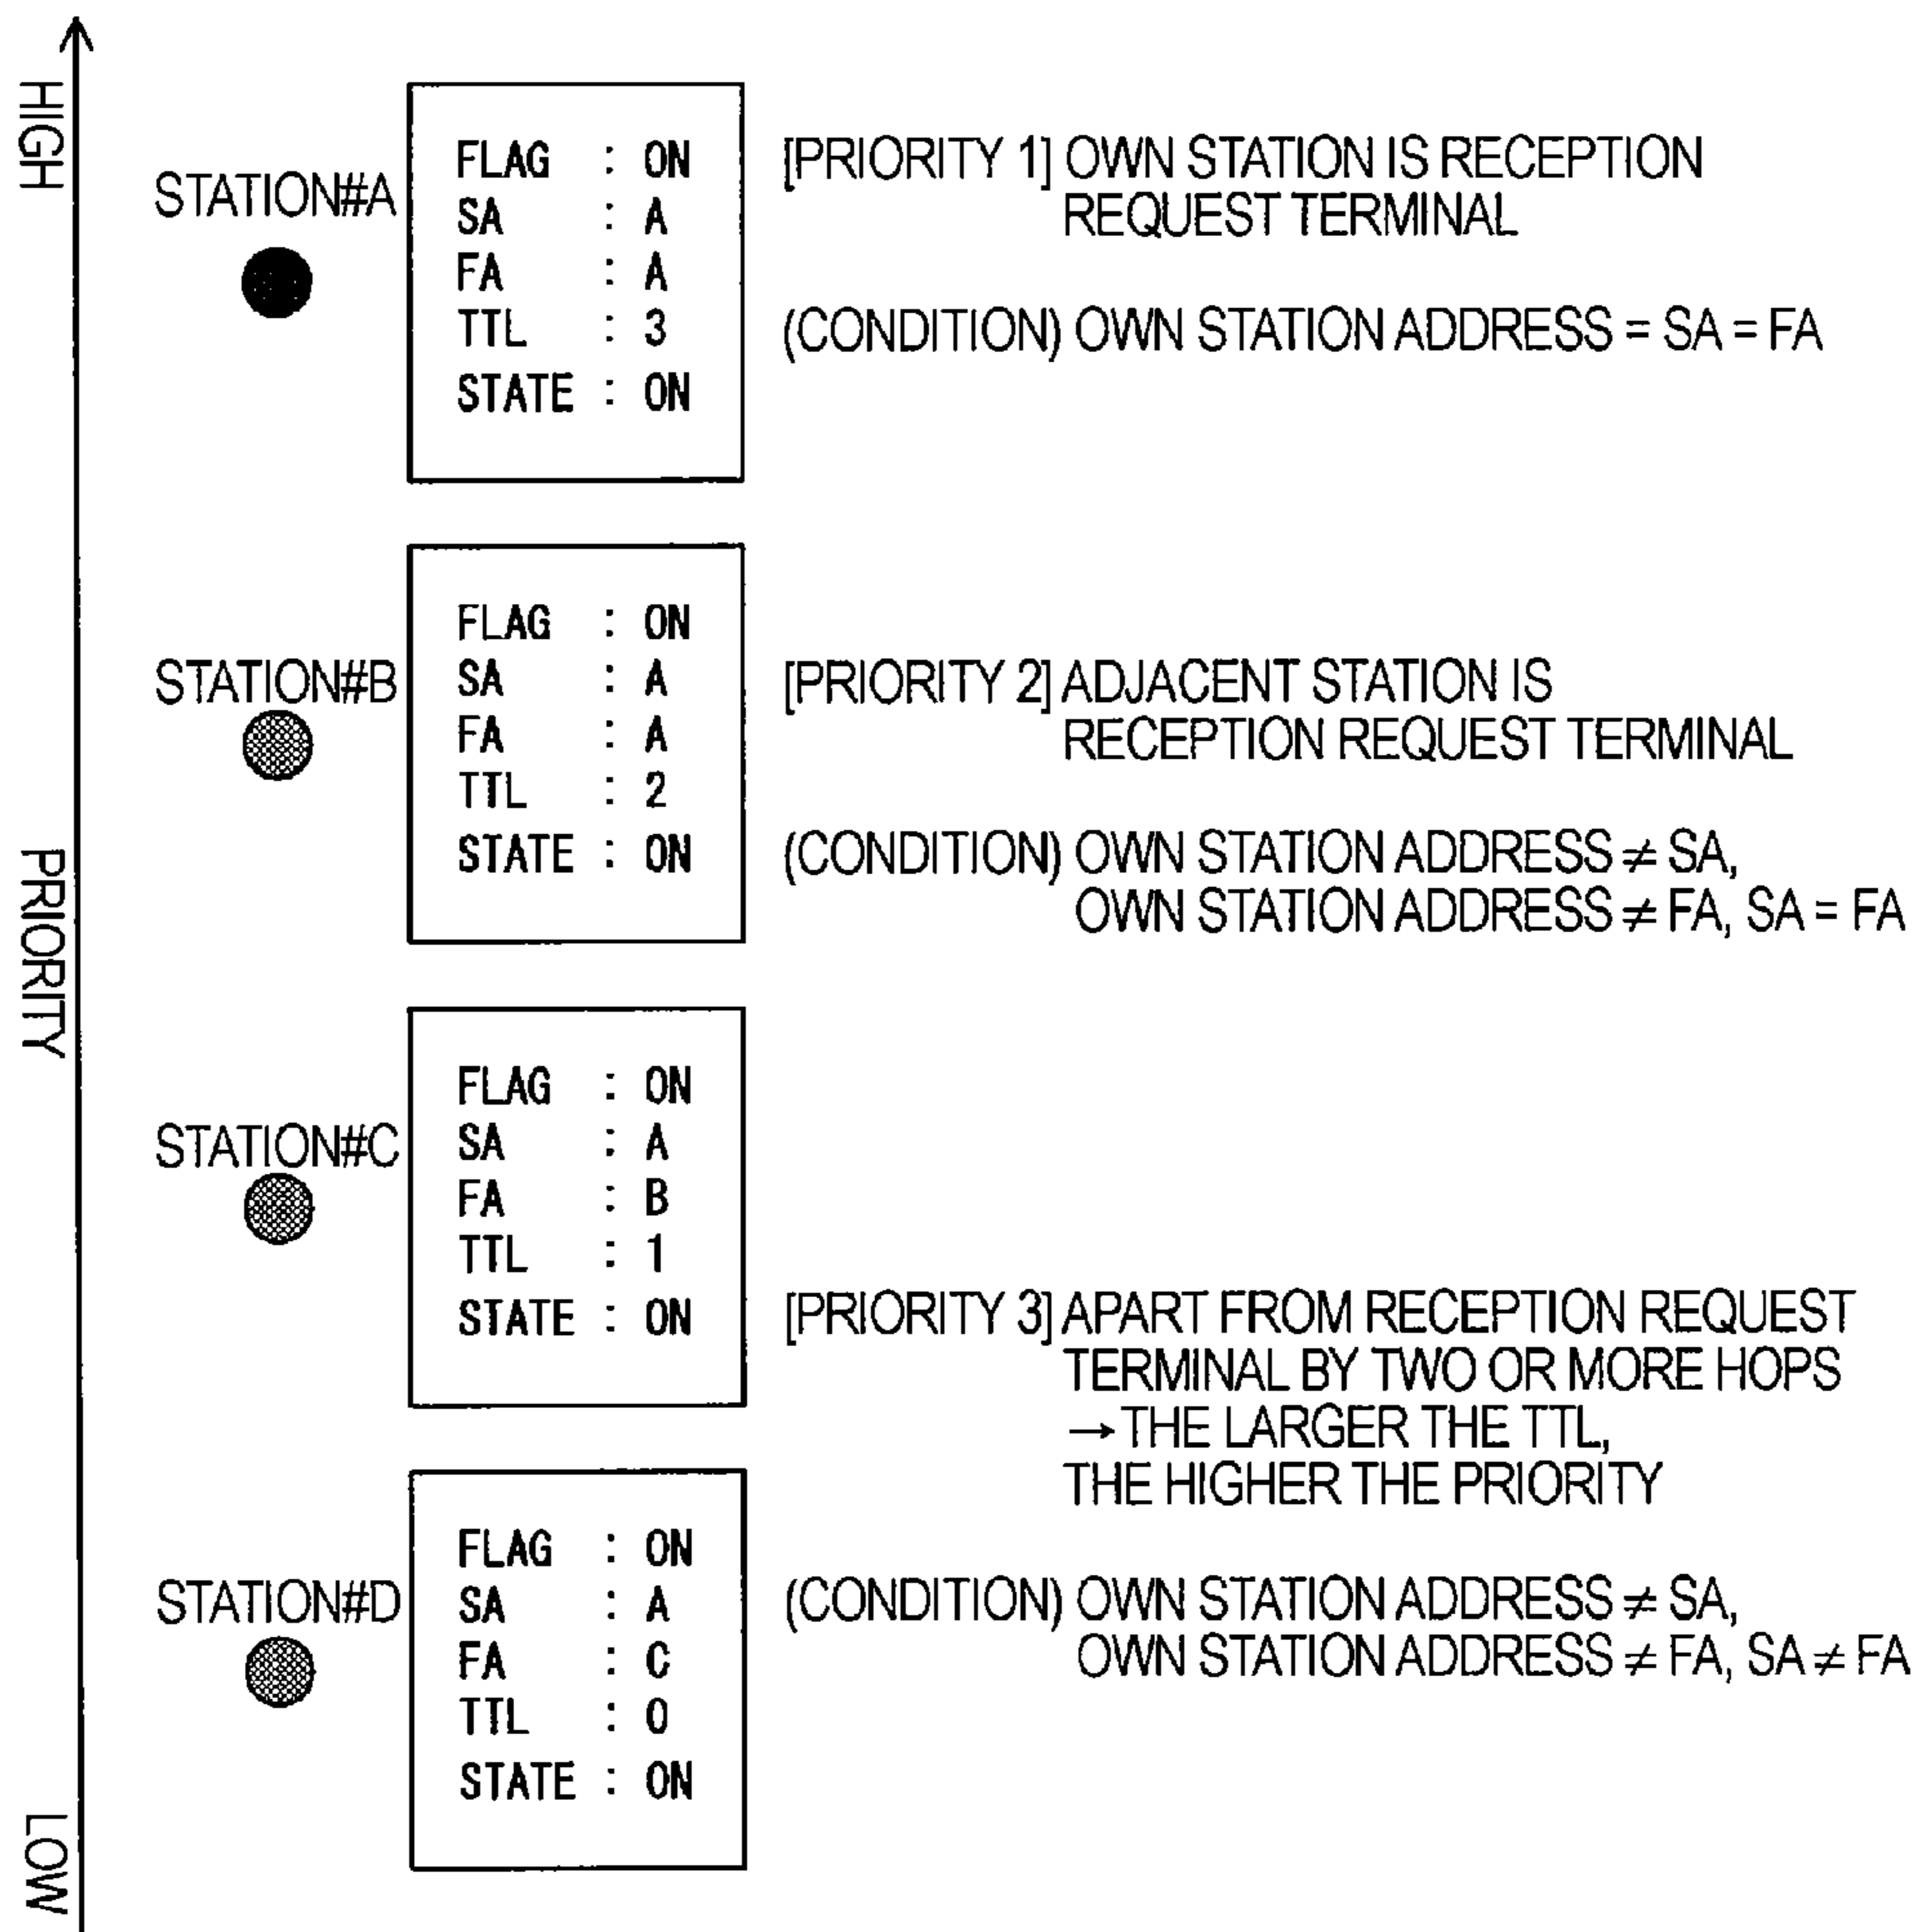 HIGH
PRIORITY
LOW
STATION#A
FLAG : ON
SA : A
FA : A
TTL : 3
STATE : ON
[PRIORITY 1] OWN STATION IS RECEPTION
REQUEST TERMINAL
(CONDITION) OWN STATION ADDRESS = SA = FA
STATION#B
FLAG : ON
SA : A
FA : A
TTL : 2
STATE : ON
[PRIORITY 2] ADJACENT STATION IS
RECEPTION REQUEST TERMINAL
(CONDITION) OWN STATION ADDRESS ≠ SA,
OWN STATION ADDRESS ≠ FA, SA = FA
STATION#C
FLAG : ON
SA : A
FA : B
TTL : 1
STATE : ON
[PRIORITY 3] APART FROM RECEPTION REQUEST
TERMINAL BY TWO OR MORE HOPS
→THE LARGER THE TTL,
THE HIGHER THE PRIORITY
STATION#D
FLAG : ON
SA : A
FA : C
TTL : 0
STATE : ON
(CONDITION) OWN STATION ADDRESS ≠ SA,
OWN STATION ADDRESS ≠ FA, SA ≠ FA